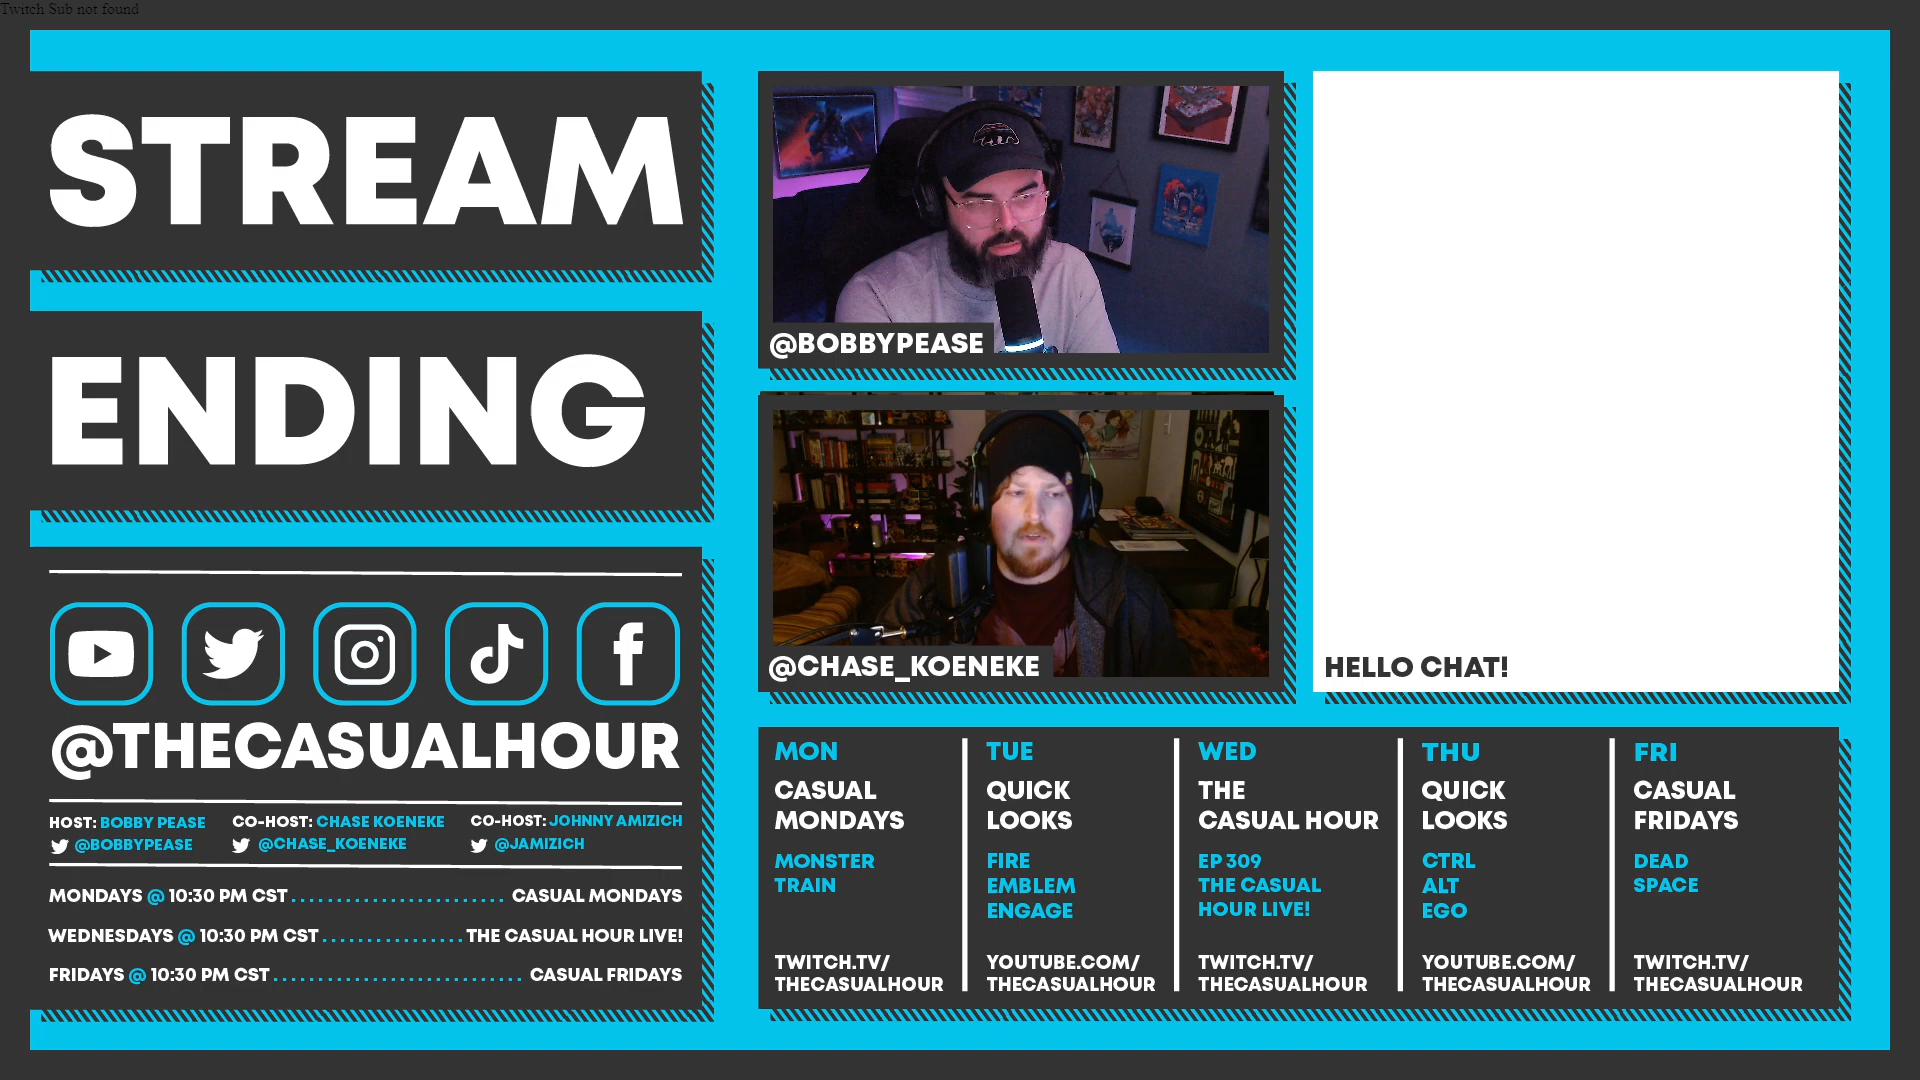 Twitch Sub not found
STREAM
ENDING
@THECASUALHOUR
HOST: BOBBY PEASE
@BOBBYPEASE
CO-HOST: CHASE KOENEKE
@CHASE_KOENEKE
CO-HOST: JOHNNY AMIZICH
@JAMIZICH
MONDAYS @ 10:30 PM CST ........................ CASUAL MONDAYS
WEDNESDAYS @ 10:30 PM CST ................ THE CASUAL HOUR LIVE!
FRIDAYS @ 10:30 PM CST ........................... CASUAL FRIDAYS
@BOBBYPEASE
@CHASE_KOENEKE
HELLO CHAT!
MON
CASUAL
MONDAYS
MONSTER
TRAIN
TWITCH.TV/
THECASUALHOUR
TUE
QUICK
LOOKS
FIRE
EMBLEM
ENGAGE
YOUTUBE.COM/
THECASUALHOUR
WED
THE
CASUAL HOUR
EP 309
THE CASUAL
HOUR LIVE!
TWITCH.TV/
THECASUALHOUR
THU
QUICK
LOOKS
CTRL
ALT
EGO
YOUTUBE.COM/
THECASUALHOUR
FRI
CASUAL
FRIDAYS
DEAD
SPACE
TWITCH.TV/
THECASUALHOUR